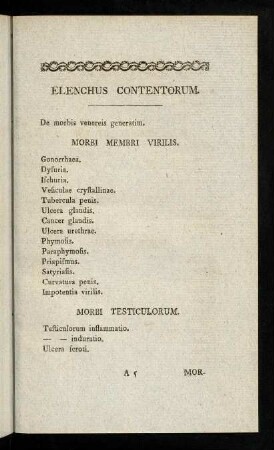 ELENCHUS CONTENTORUM.
De morbis venereis generatim.
MORBI MEMBRI VIRILIS.
Gonorrhaea.
Dyſuria.
Iſchuria.
Veſiculae cryſtallinae.
Tubercula penis.
Ulcera glandis.
Cancer glandis.
Ulcera urethrae.
Phymoſis.
Paraphymoſis.
Priapiſmus.
Satyriaſis.
Curvatura penis.
Impotentia virilis.
MORBI TESTICULORUM.
Teſticulorum inflammatio.
— — induratio.
Ulcera ſcroti.
A 5 MOR-